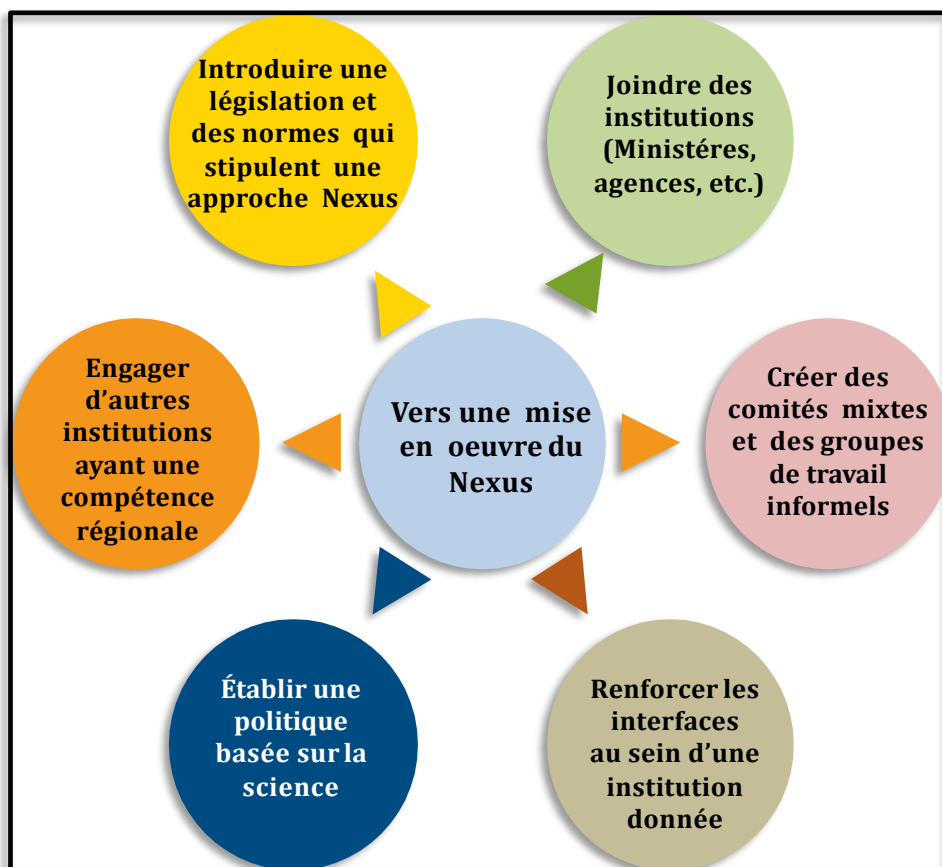 Introduire une
législation et
des normes qui
stipulent une
approche Nexus
Joindre des
institutions
(Ministéres,
agences, etc.)
Engager
d’autres
institutions
ayant une
compétence
régionale
Vers une mise
en oeuvre du
Nexus
Créer des
comités mixtes
et des groupes
de travail
informels
Établir une
politique
basée sur la
science
Renforcer les
interfaces
au sein d’une
institution
donnée